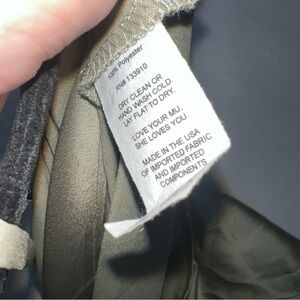 100% Polyester
RN# 133910
DRY CLEAN OR
HAND WASH COLD.
LAY FLAT TO DRY.
LOVE YOUR MU.
SHE LOVES YOU.
MADE IN THE USA
OF IMPORTED FABRIC
AND IMPORTED
COMPONENTS